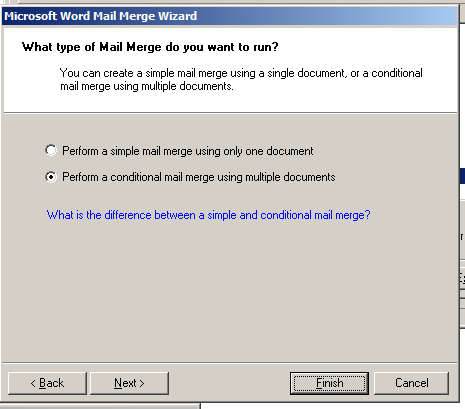 Microsoft Word Mail Merge Wizard
What type of Mail Merge do you want to run?
You can create a simple mail merge using a single document, or a conditional
mail merge using multiple documents.
Perform a simple mail merge using only one document
Perform a conditional mail merge using multiple documents
What is the difference between a simple and conditional mail merge?
< Back
Next >
Finish
Cancel